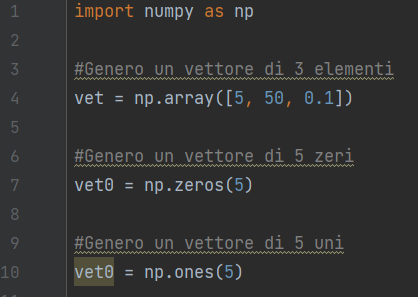 1 import numpy as np
2
3 #Genero un vettore di 3 elementi
4 vet = np.array([5, 50, 0.1])
5
6 #Genero un vettore di 5 zeri
7 vet0 = np.zeros(5)
8
9 #Genero un vettore di 5 uni
10 vet0 = np.ones(5)